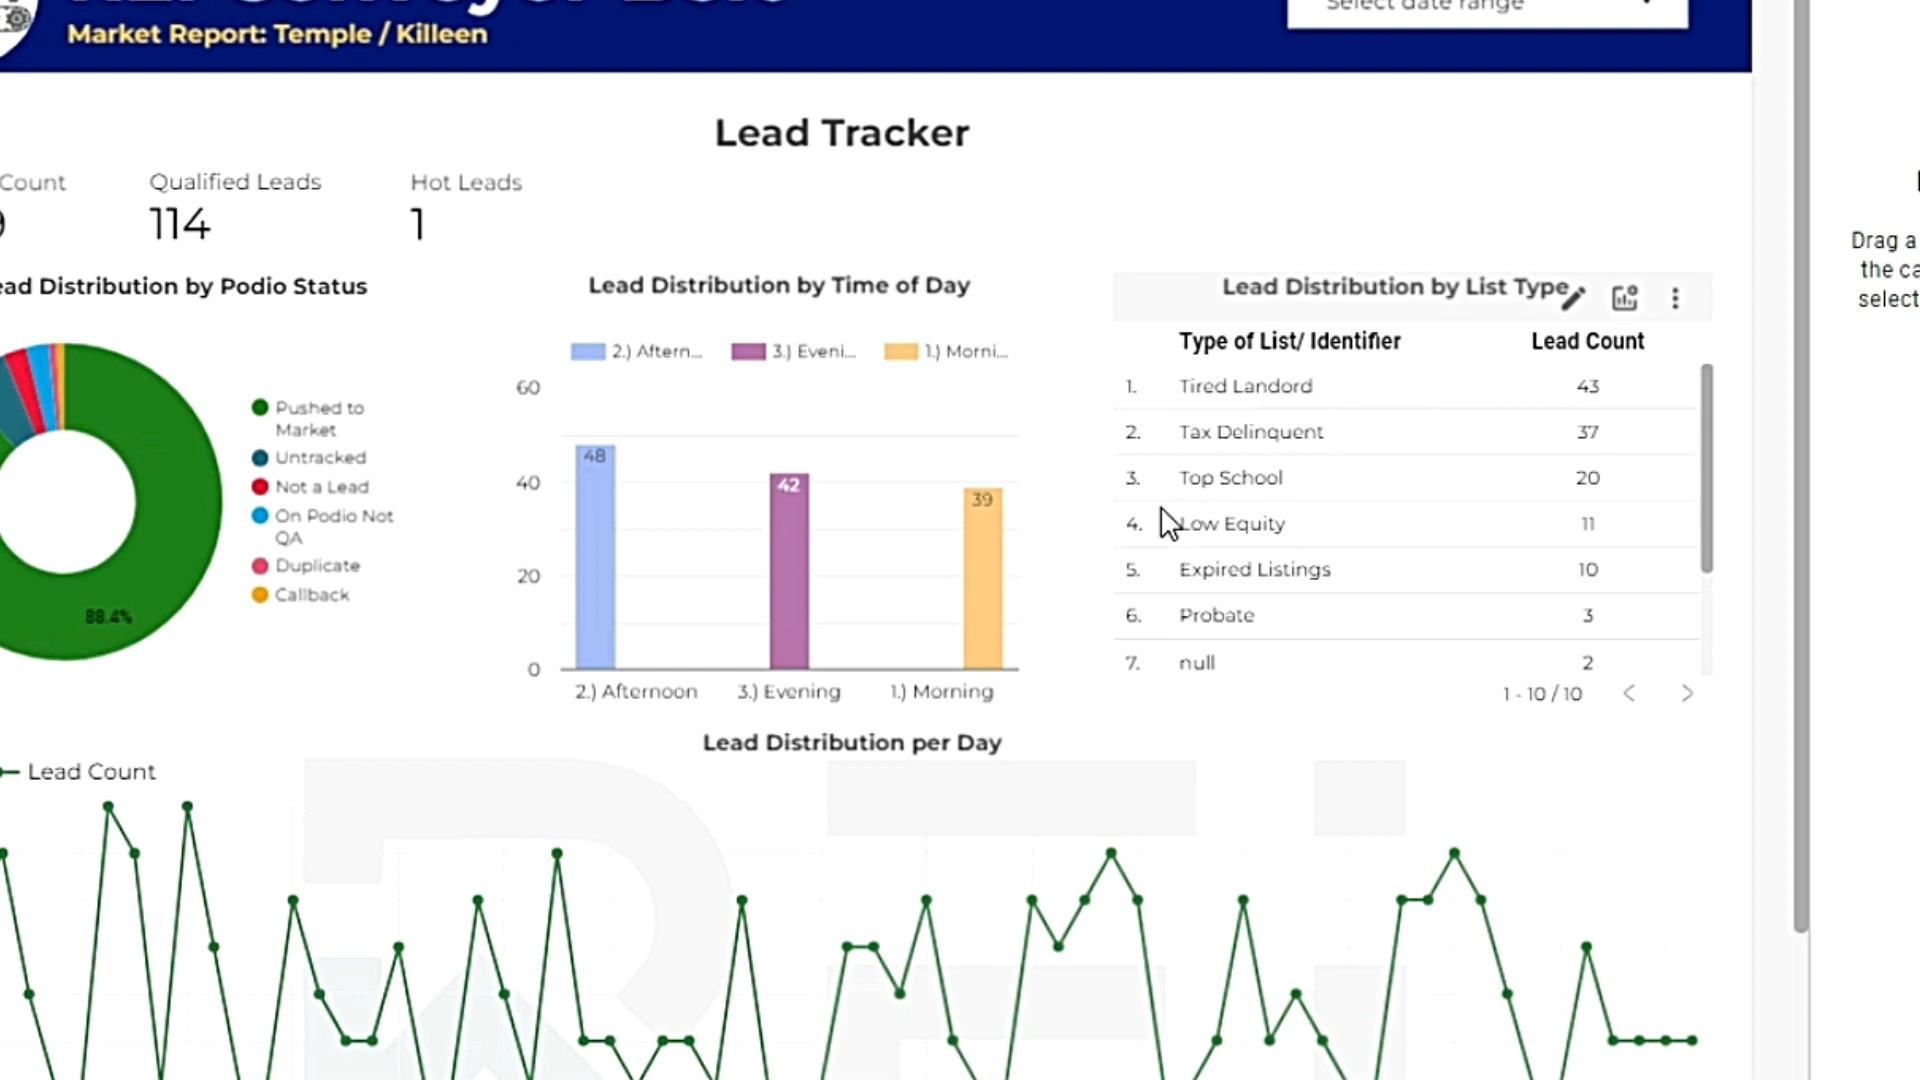 Select date range
Market Report: Temple / Killeen
Lead Tracker
Count
Qualified Leads
Hot Leads
114
1
Lead Distribution by Podio Status
Pushed to
Market
Untracked
Not a Lead
On Podio Not
QA
Duplicate
Callback
88.4%
Lead Distribution by Time of Day
2.) Aftern...
3.) Eveni...
1.) Morni...
60
40
20
0
48
42
39
2.) Afternoon
3.) Evening
1.) Morning
Lead Distribution by List Type
Type of List/ Identifier
Lead Count
1. Tired Landord 43
2. Tax Delinquent 37
3. Top School 20
4. Low Equity 11
5. Expired Listings 10
6. Probate 3
7. null 2
1 - 10 / 10
Lead Distribution per Day
Lead Count
Drag a
the ca
select